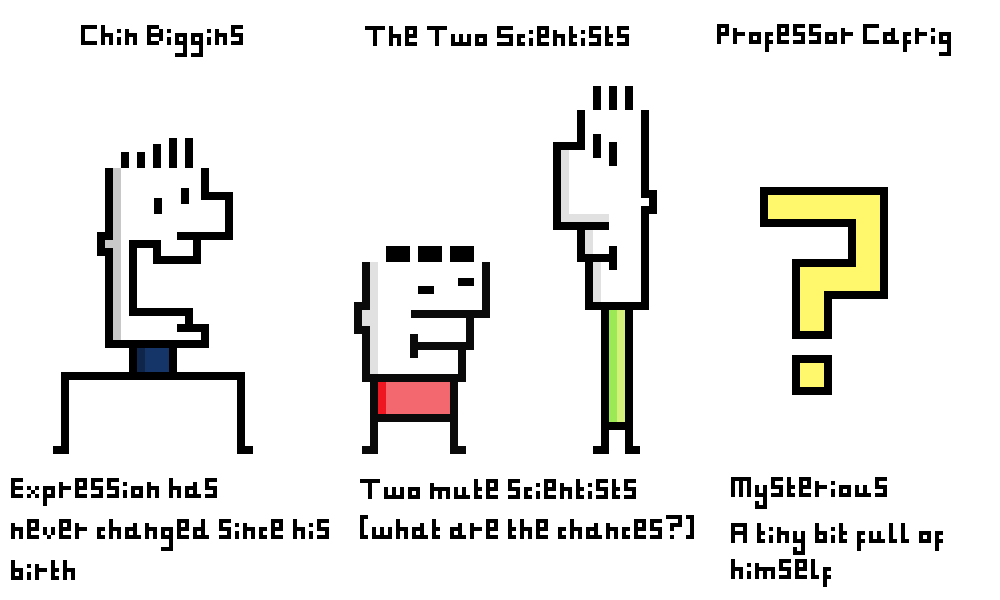 Chin Biggins
The Two Scientists
Professor Cafrig
Expression has
never changed since his
birth
Two mute scientists
[what are the chances?]
Mysterious
A tiny bit full of
himself